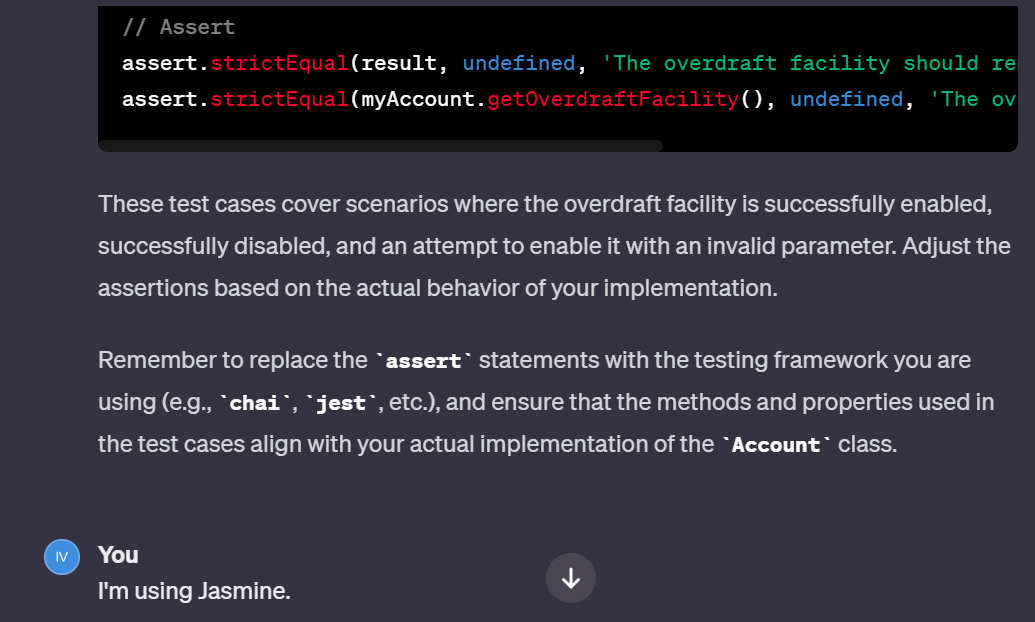 // Assert
assert.strictEqual(result, undefined, 'The overdraft facility should re
assert.strictEqual(myAccount.getOverdraftFacility(), undefined, 'The ov
These test cases cover scenarios where the overdraft facility is successfully enabled,
successfully disabled, and an attempt to enable it with an invalid parameter. Adjust the
assertions based on the actual behavior of your implementation.
Remember to replace the `assert` statements with the testing framework you are
using (e.g., `chai`, `jest`, etc.), and ensure that the methods and properties used in
the test cases align with your actual implementation of the `Account` class.
IV You
I'm using Jasmine.